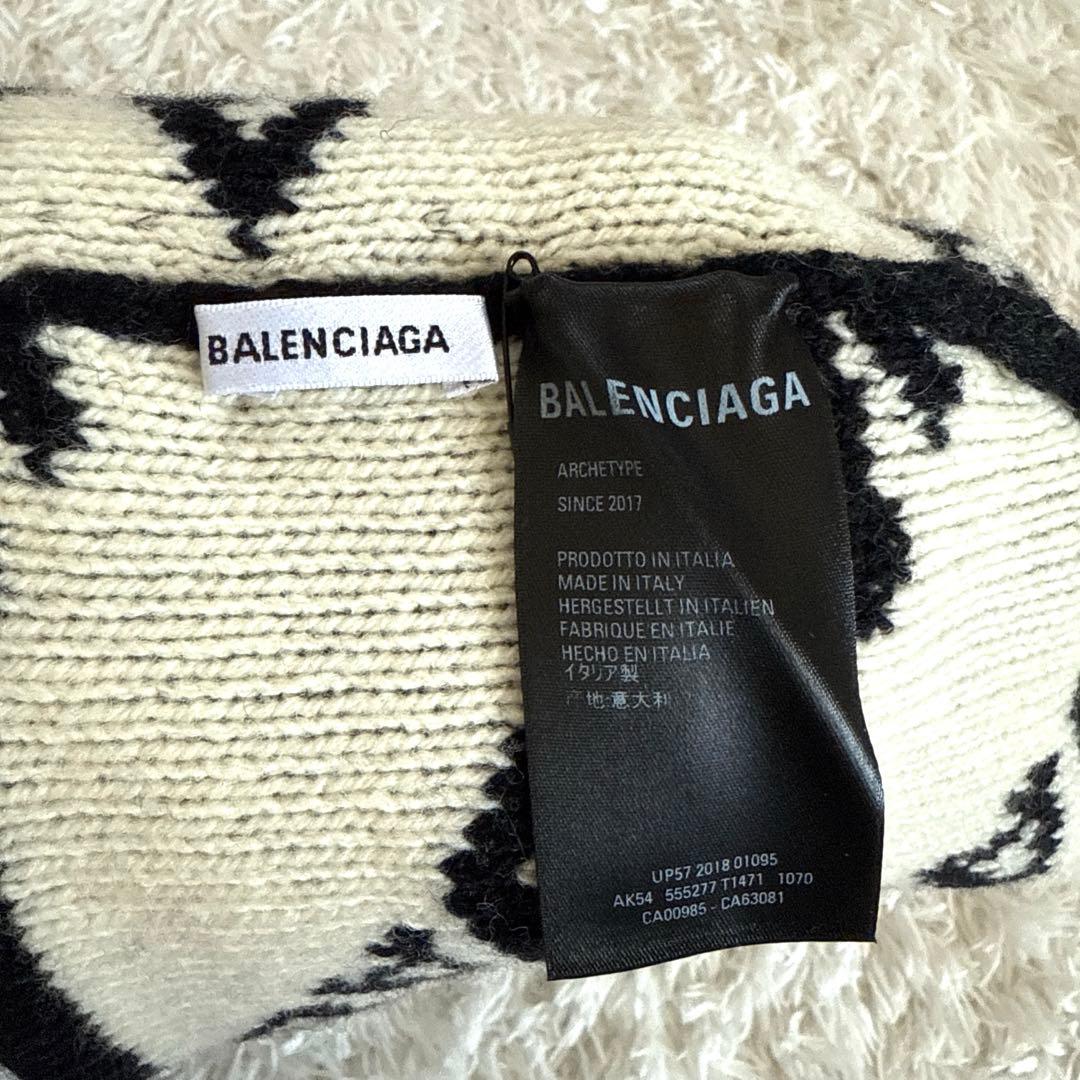 BALENCIAGA
BALENCIAGA
ARCHETYPE
SINCE 2017
PRODOTTO IN ITALIA
MADE IN ITALY
HERGESTELLT IN ITALIEN
FABRIQUE EN ITALIE
HECHO EN ITALIA
イタリア製
产地:意大利
UP57 2018 01095
AK54 555277 T1471 1070
CA00985 - CA63081